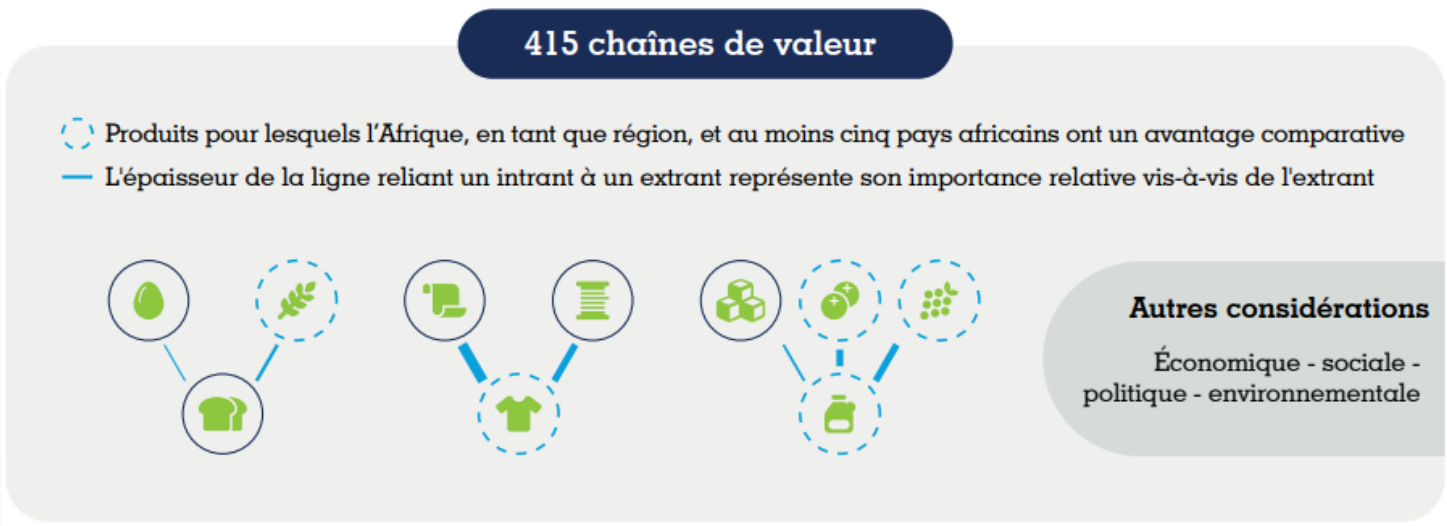 415 chaînes de valeur
Produits pour lesquels l'Afrique, en tant que région, et au moins cinq pays africains ont un avantage comparative
L'épaisseur de la ligne reliant un intrant à un extrant représente son importance relative vis-à-vis de l'extrant
Autres considérations
Économique - sociale -
politique - environnementale